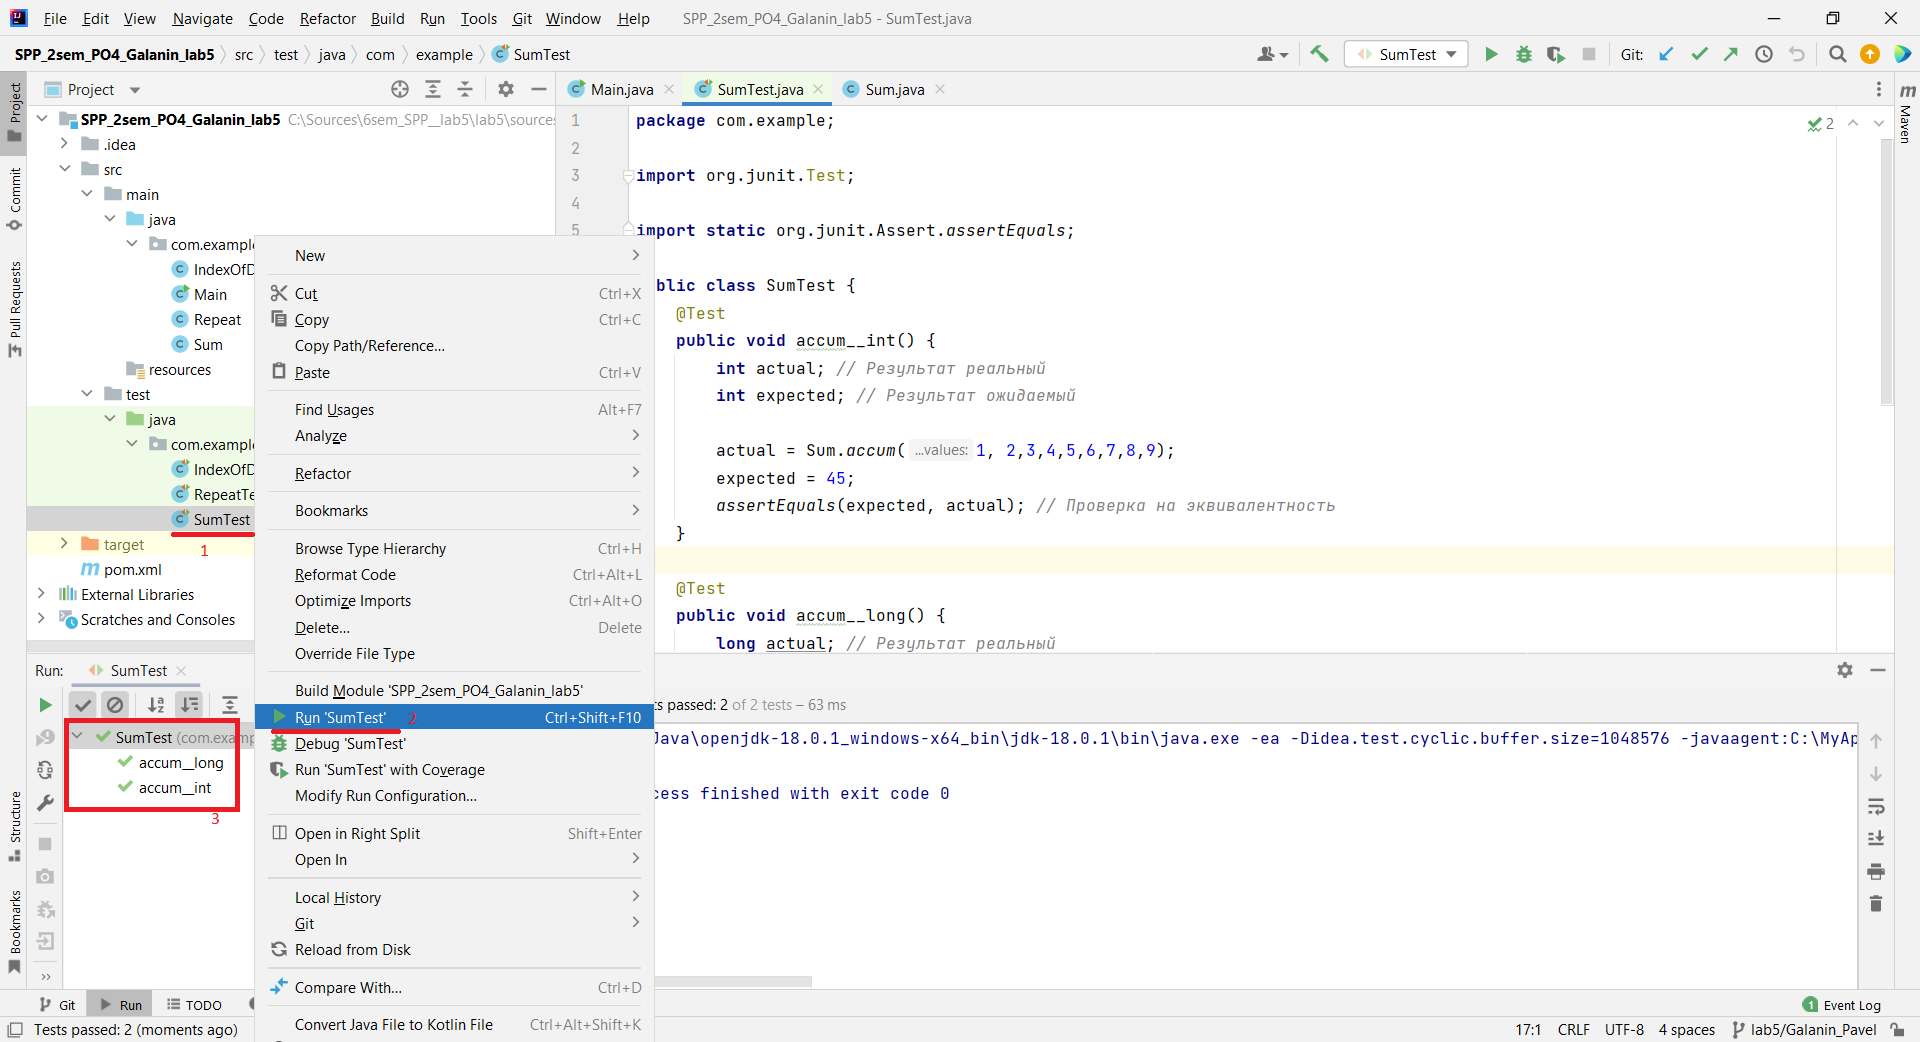 File Edit View Navigate Code Refactor Build Run Tools Git Window Help SPP_2sem_PO4_Galanin_lab5 - SumTest.java
SPP_2sem_PO4_Galanin_lab5 src test java com example SumTest
SumTest
Git:
Project
Main.java
SumTest.java
Sum.java
Project
Commit
Pull Requests
Structure
Bookmarks
Maven
SPP_2sem_PO4_Galanin_lab5 C:\Sources\6sem_SPP__lab5\lab5\sources
.idea
src
main
java
com.example
IndexOfD
Main
Repeat
Sum
resources
test
java
com.example
IndexOfD
RepeatTe
SumTest
1
target
pom.xml
External Libraries
Scratches and Consoles
1 package com.example;
2
3 import org.junit.Test;
4
5 import static org.junit.Assert.assertEquals;
blic class SumTest {
@Test
public void accum__int() {
int actual; // Результат реальный
int expected; // Результат ожидаемый
actual = Sum.accum( ...values: 1, 2,3,4,5,6,7,8,9);
expected = 45;
assertEquals(expected, actual); // Проверка на эквивалентность
}
@Test
public void accum__long() {
long actual; // Результат реальный
2
New
Cut Ctrl+X
Copy Ctrl+C
Copy Path/Reference...
Paste Ctrl+V
Find Usages Alt+F7
Analyze
Refactor
Bookmarks
Browse Type Hierarchy Ctrl+H
Reformat Code Ctrl+Alt+L
Optimize Imports Ctrl+Alt+O
Delete... Delete
Override File Type
Build Module 'SPP_2sem_PO4_Galanin_lab5'
Run 'SumTest' 2 Ctrl+Shift+F10
Debug 'SumTest'
Run 'SumTest' with Coverage
Modify Run Configuration...
Open in Right Split Shift+Enter
Open In
Local History
Git
Reload from Disk
Compare With... Ctrl+D
Convert Java File to Kotlin File Ctrl+Alt+Shift+K
Run: SumTest
SumTest (com.examp
accum__long
accum__int
3
ts passed: 2 of 2 tests – 63 ms
Java\openjdk-18.0.1_windows-x64_bin\jdk-18.0.1\bin\java.exe -ea -Didea.test.cyclic.buffer.size=1048576 -javaagent:C:\MyAp
cess finished with exit code 0
Git Run TODO
1 Event Log
Tests passed: 2 (moments ago)
17:1 CRLF UTF-8 4 spaces lab5/Galanin_Pavel